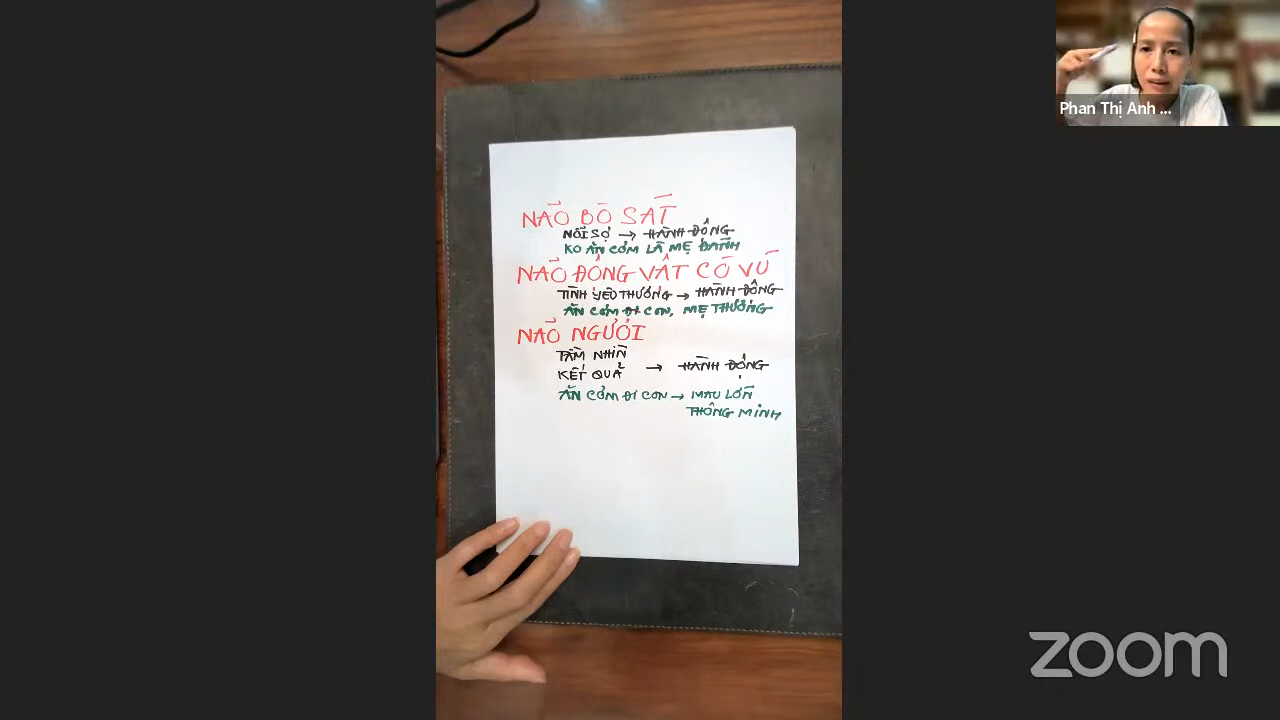 NÃO BÒ SÁT
NỖI SỢ → HÀNH ĐỘNG
KO ĂN CƠM LÀ MẸ ĐÁNH
NÃO ĐỘNG VẬT CÓ VÚ
TÌNH YÊU THƯƠNG → HÀNH ĐỘNG
ĂN CƠM ĐI CON, MẸ THƯƠNG
NÃO NGƯỜI
TẦM NHÌN
KẾT QUẢ → HÀNH ĐỘNG
ĂN CƠM ĐI CON → MAU LỚN
THÔNG MINH
Phan Thị Anh ...
zoom